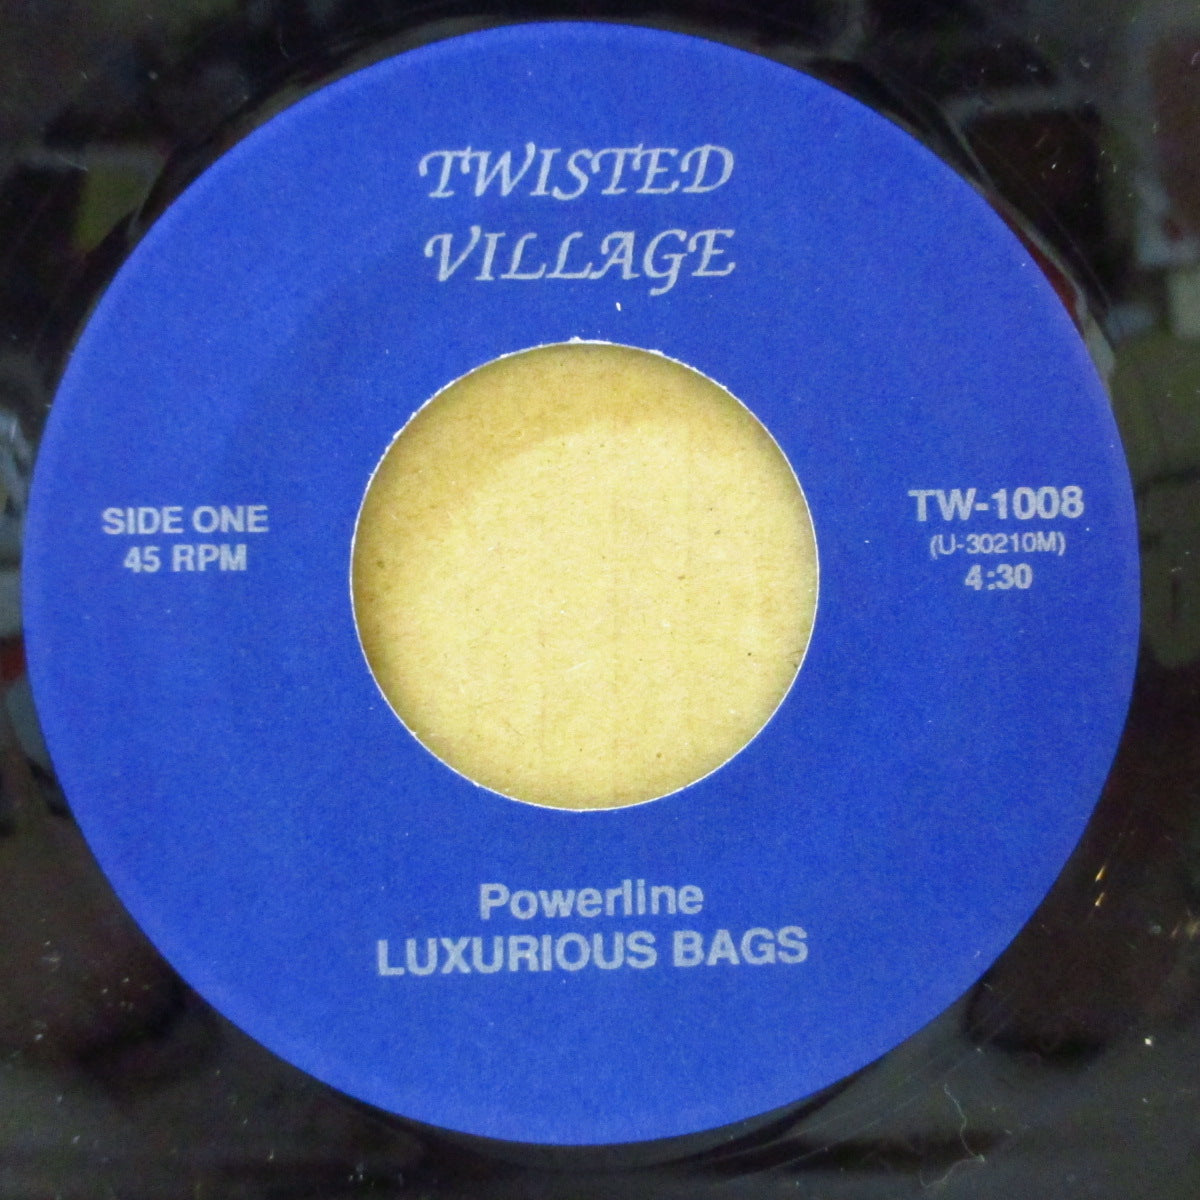 TWISTED
VILLAGE
SIDE ONE
45 RPM
TW-1008
(U-30210M)
4:30
Powerline
LUXURIOUS BAGS